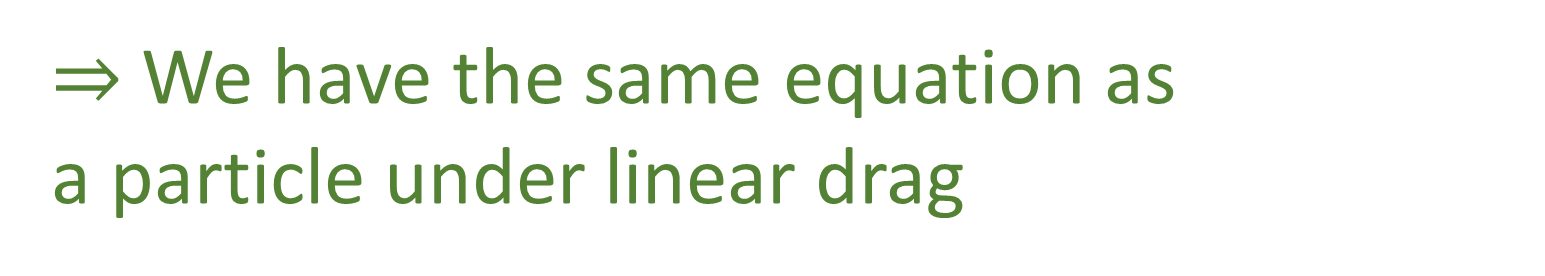 ⇒ We have the same equation as
a particle under linear drag